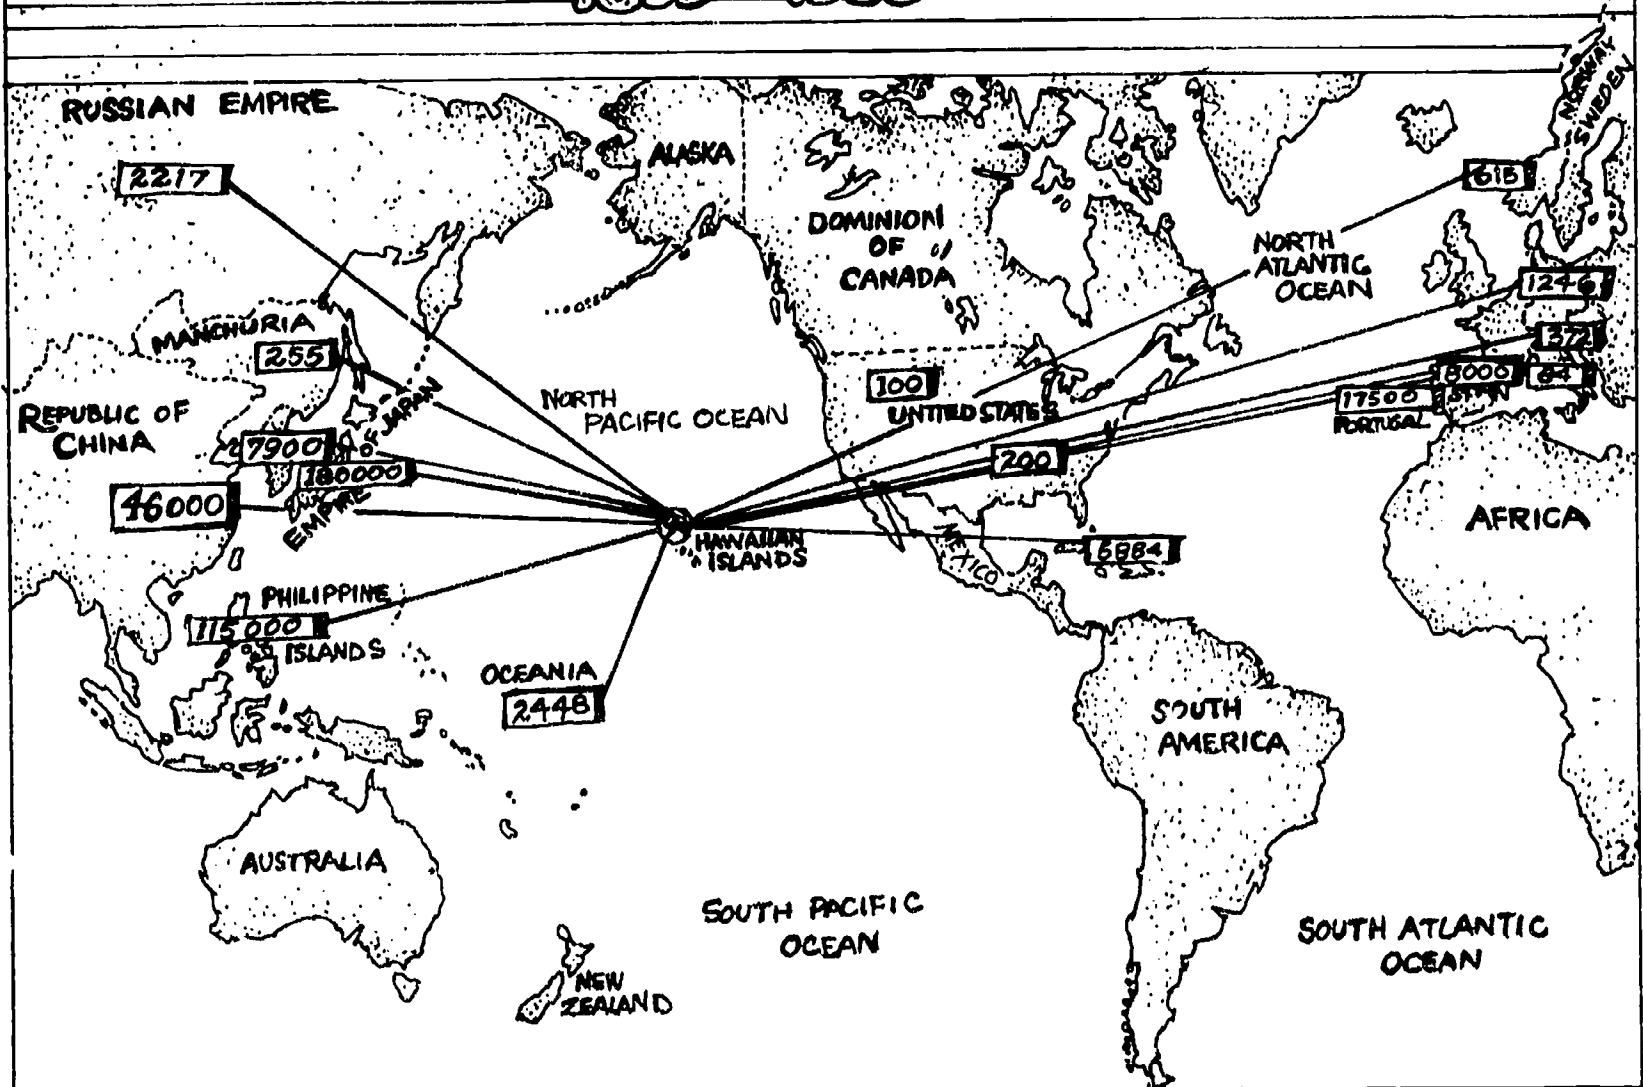 RUSSIAN EMPIRE
2217
ALASKA
DOMINION
OF
CANADA
NORTH
ATLANTIC
OCEAN
NORWAY
SWEDEN
615
1246
372
8000
84
SPAIN
17500
PORTUGAL
MANCHURIA
255
100
UNITED STATES
200
REPUBLIC OF
CHINA
7900
180000
EMPIRE
OF JAPAN
46000
NORTH
PACIFIC OCEAN
HAWAIIAN
ISLANDS
MEXICO
AFRICA
PHILIPPINE
115000
ISLANDS
OCEANIA
2448
SOUTH
AMERICA
AUSTRALIA
SOUTH PACIFIC
OCEAN
SOUTH ATLANTIC
OCEAN
NEW
ZEALAND